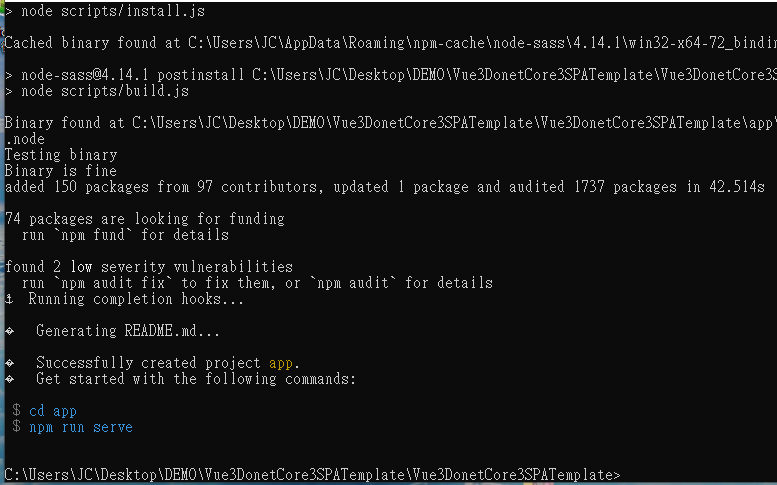 > node scripts/install.js
Cached binary found at C:\Users\JC\AppData\Roaming\npm-cache\node-sass\4.14.1\win32-x64-72_bindin
> node-sass@4.14.1 postinstall C:\Users\JC\Desktop\DEMO\Vue3DonetCore3SPATemplate\Vue3DonetCore3S
> node scripts/build.js
Binary found at C:\Users\JC\Desktop\DEMO\Vue3DonetCore3SPATemplate\Vue3DonetCore3SPATemplate\app\
.node
Testing binary
Binary is fine
added 150 packages from 97 contributors, updated 1 package and audited 1737 packages in 42.514s
74 packages are looking for funding
run `npm fund` for details
found 2 low severity vulnerabilities
run `npm audit fix` to fix them, or `npm audit` for details
⚓ Running completion hooks...
� Generating README.md...
� Successfully created project app.
� Get started with the following commands:
$ cd app
$ npm run serve
C:\Users\JC\Desktop\DEMO\Vue3DonetCore3SPATemplate\Vue3DonetCore3SPATemplate>